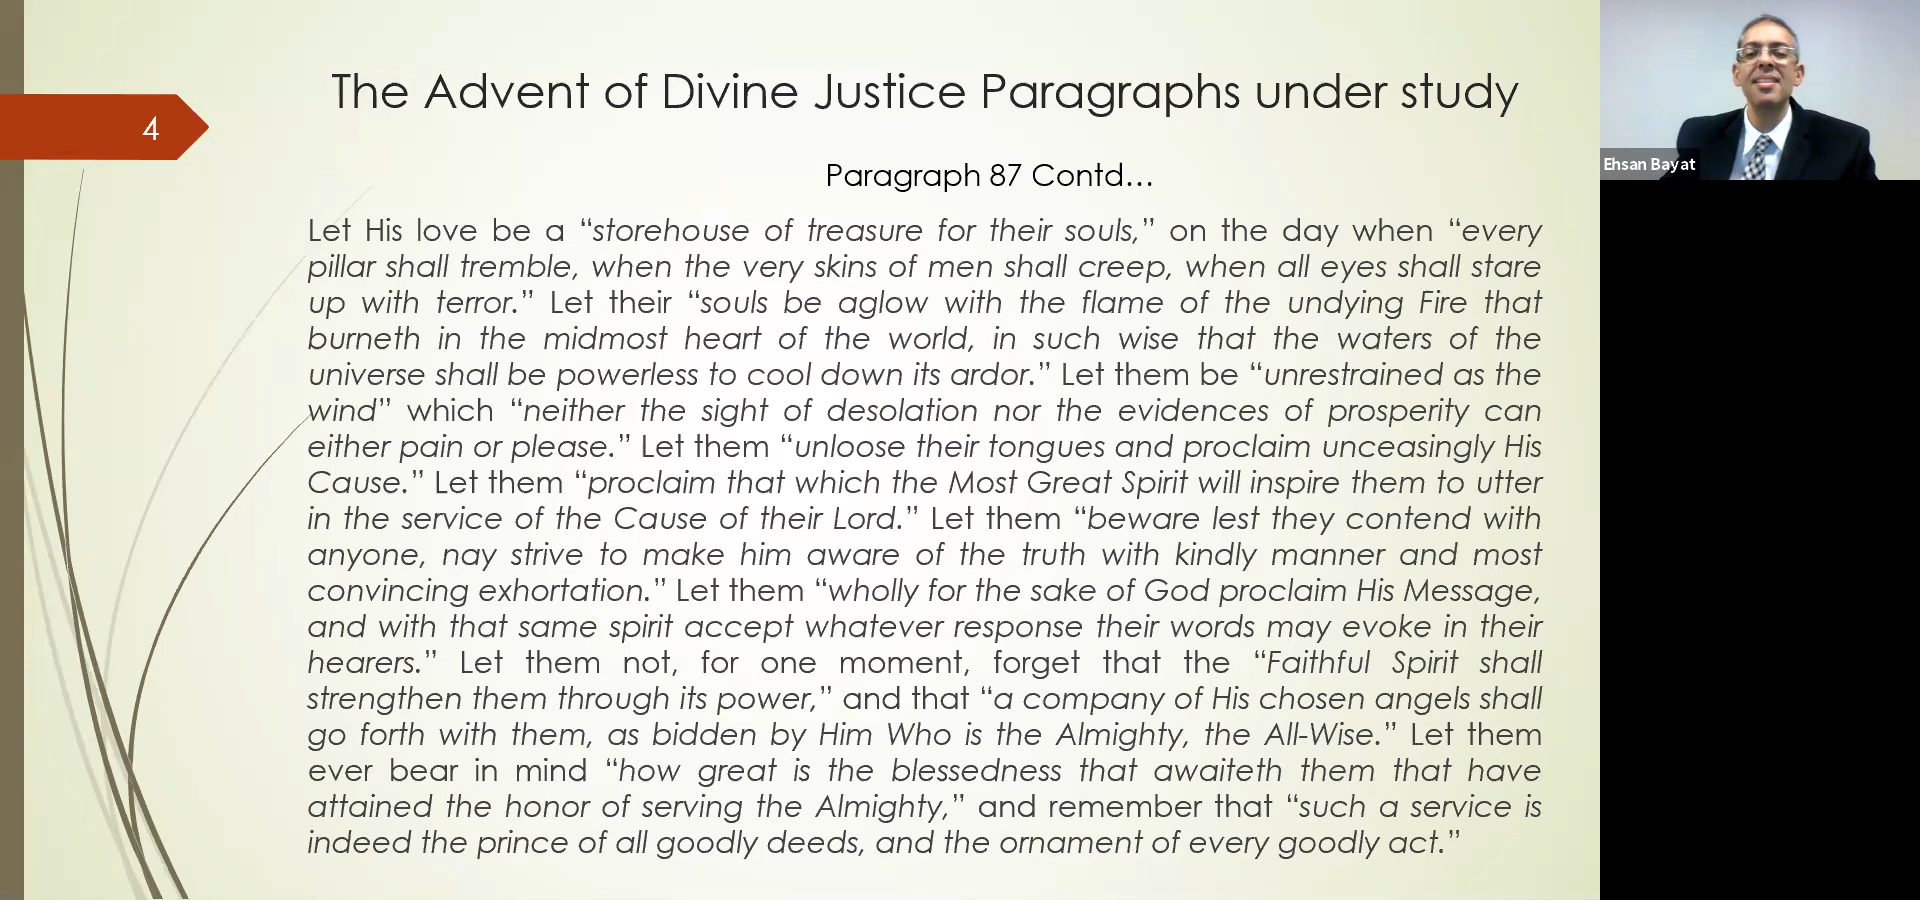 The Advent of Divine Justice Paragraphs under study
4
Paragraph 87 Contd…
Let His love be a “storehouse of treasure for their souls,” on the day when “every
pillar shall tremble, when the very skins of men shall creep, when all eyes shall stare
up with terror.” Let their “souls be aglow with the flame of the undying Fire that
burneth in the midmost heart of the world, in such wise that the waters of the
universe shall be powerless to cool down its ardor.” Let them be “unrestrained as the
wind” which “neither the sight of desolation nor the evidences of prosperity can
either pain or please.” Let them “unloose their tongues and proclaim unceasingly His
Cause.” Let them “proclaim that which the Most Great Spirit will inspire them to utter
in the service of the Cause of their Lord.” Let them “beware lest they contend with
anyone, nay strive to make him aware of the truth with kindly manner and most
convincing exhortation.” Let them “wholly for the sake of God proclaim His Message,
and with that same spirit accept whatever response their words may evoke in their
hearers.” Let them not, for one moment, forget that the “Faithful Spirit shall
strengthen them through its power,” and that “a company of His chosen angels shall
go forth with them, as bidden by Him Who is the Almighty, the All-Wise.” Let them
ever bear in mind “how great is the blessedness that awaiteth them that have
attained the honor of serving the Almighty,” and remember that “such a service is
indeed the prince of all goodly deeds, and the ornament of every goodly act.”
Ehsan Bayat